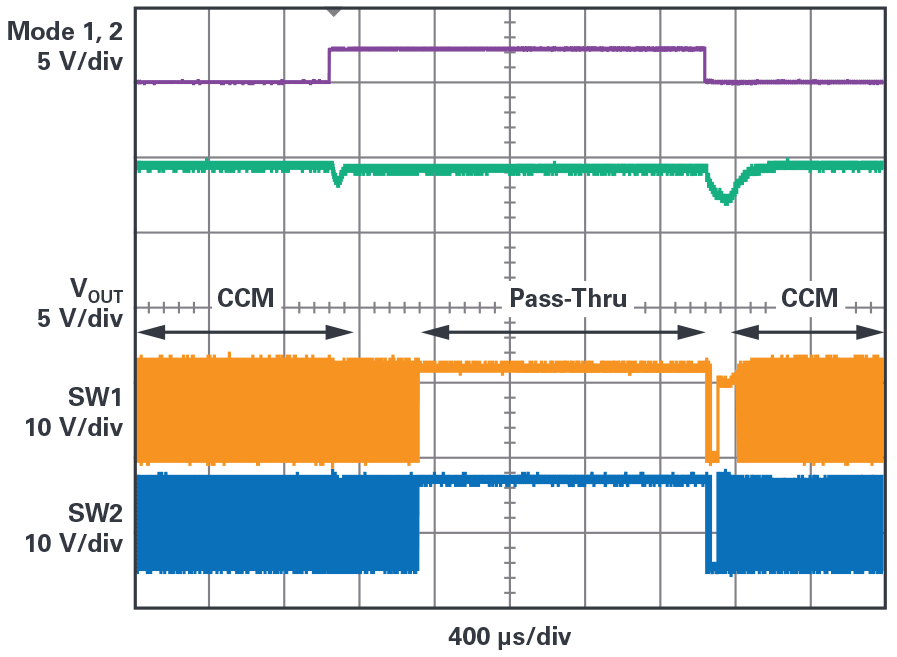 Mode 1, 2
5 V/div
VOUT
5 V/div
CCM
Pass-Thru
CCM
SW1
10 V/div
SW2
10 V/div
400 µs/div